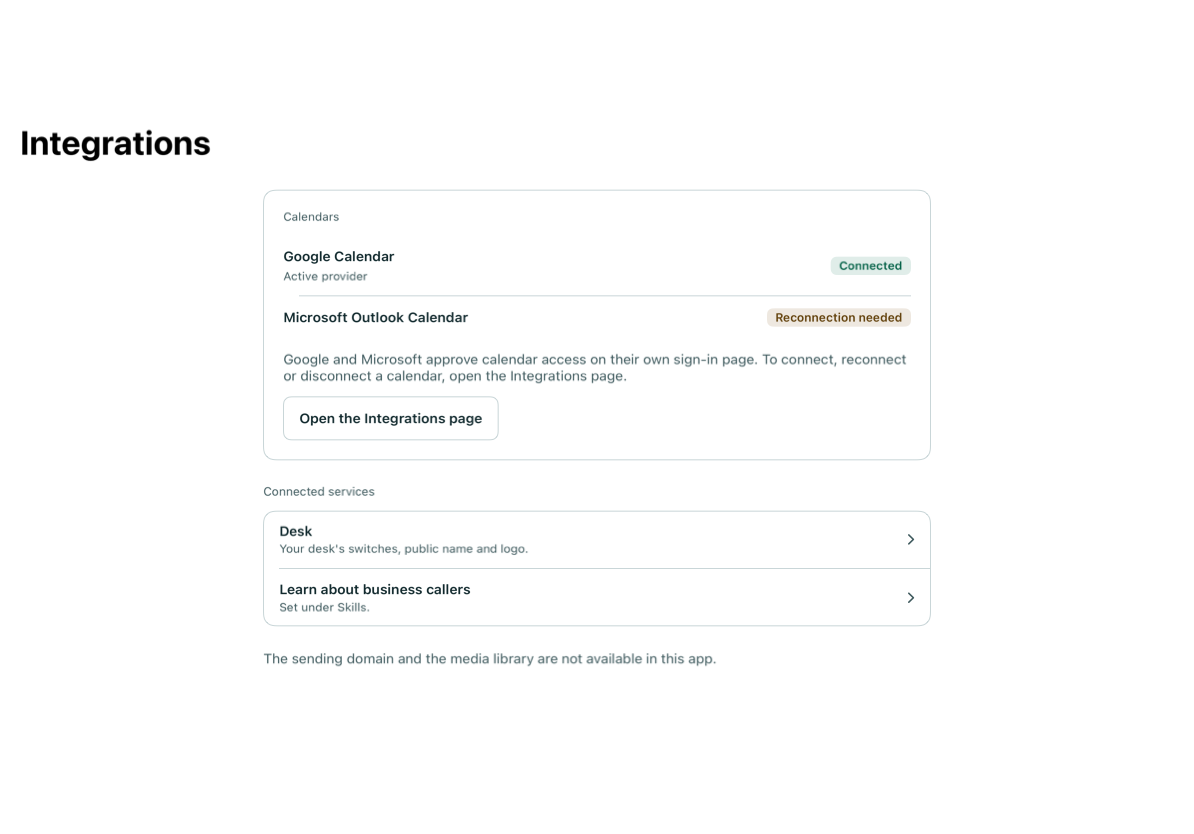 Integrations
Calendars
Google Calendar
Active provider
Connected
Microsoft Outlook Calendar
Reconnection needed
Google and Microsoft approve calendar access on their own sign-in page. To connect, reconnect
or disconnect a calendar, open the Integrations page.
Open the Integrations page
Connected services
Desk
Your desk's switches, public name and logo.
Learn about business callers
Set under Skills.
The sending domain and the media library are not available in this app.